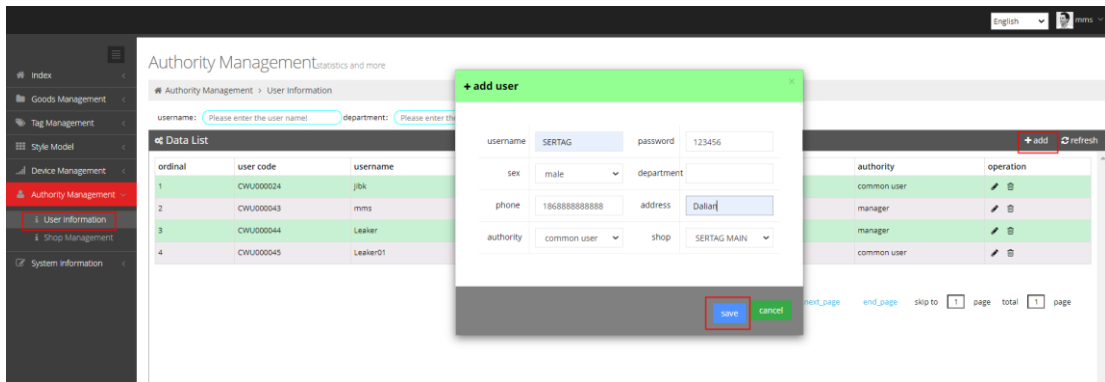 English mms
Authority Management statistics and more
Index
Goods Management
Tag Management
Style Model
Device Management
Authority Management
User Information
Shop Management
System Information
Authority Management > User Information
username: Please enter the user name! department: Please enter the
Data List
+ add refresh
ordinal user code username authority operation
1 CWU000024 jlbk common user
2 CWU000043 mms manager
3 CWU000044 Leaker manager
4 CWU000045 Leaker01 common user
next_page end_page skip to 1 page total 1 page
+ add user ×
username SERTAG password 123456
sex male department
phone 1868888888888 address Dalian
authority common user shop SERTAG MAIN
save cancel